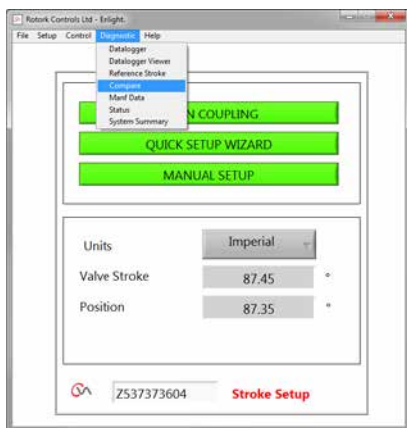 Rotork Controls Ltd - Enlight.
File Setup Control Diagnostic Help
Datalogger
Datalogger Viewer
Reference Stroke
Compare
Manf Data
Status
System Summary
N COUPLING
QUICK SETUP WIZARD
MANUAL SETUP
Units Imperial
Valve Stroke 87.45 °
Position 87.35 °
Z537373604 Stroke Setup